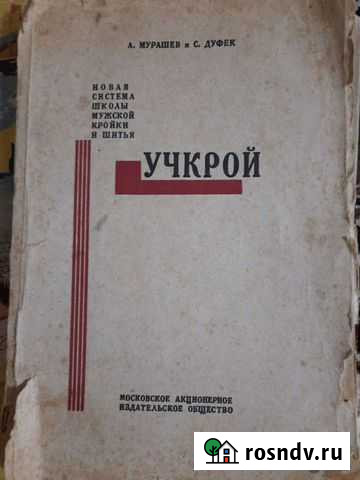 А. МУРАШЕВ и С. ДУФЕК
НОВАЯ
СИСТЕМА
ШКОЛЫ
МУЖСКОЙ
КРОЙКИ
И ШИТЬЯ
УЧКРОЙ
МОСКОВСКОЕ АКЦИОНЕРНОЕ
ИЗДАТЕЛЬСКОЕ ОБЩЕСТВО
rosndv.ru